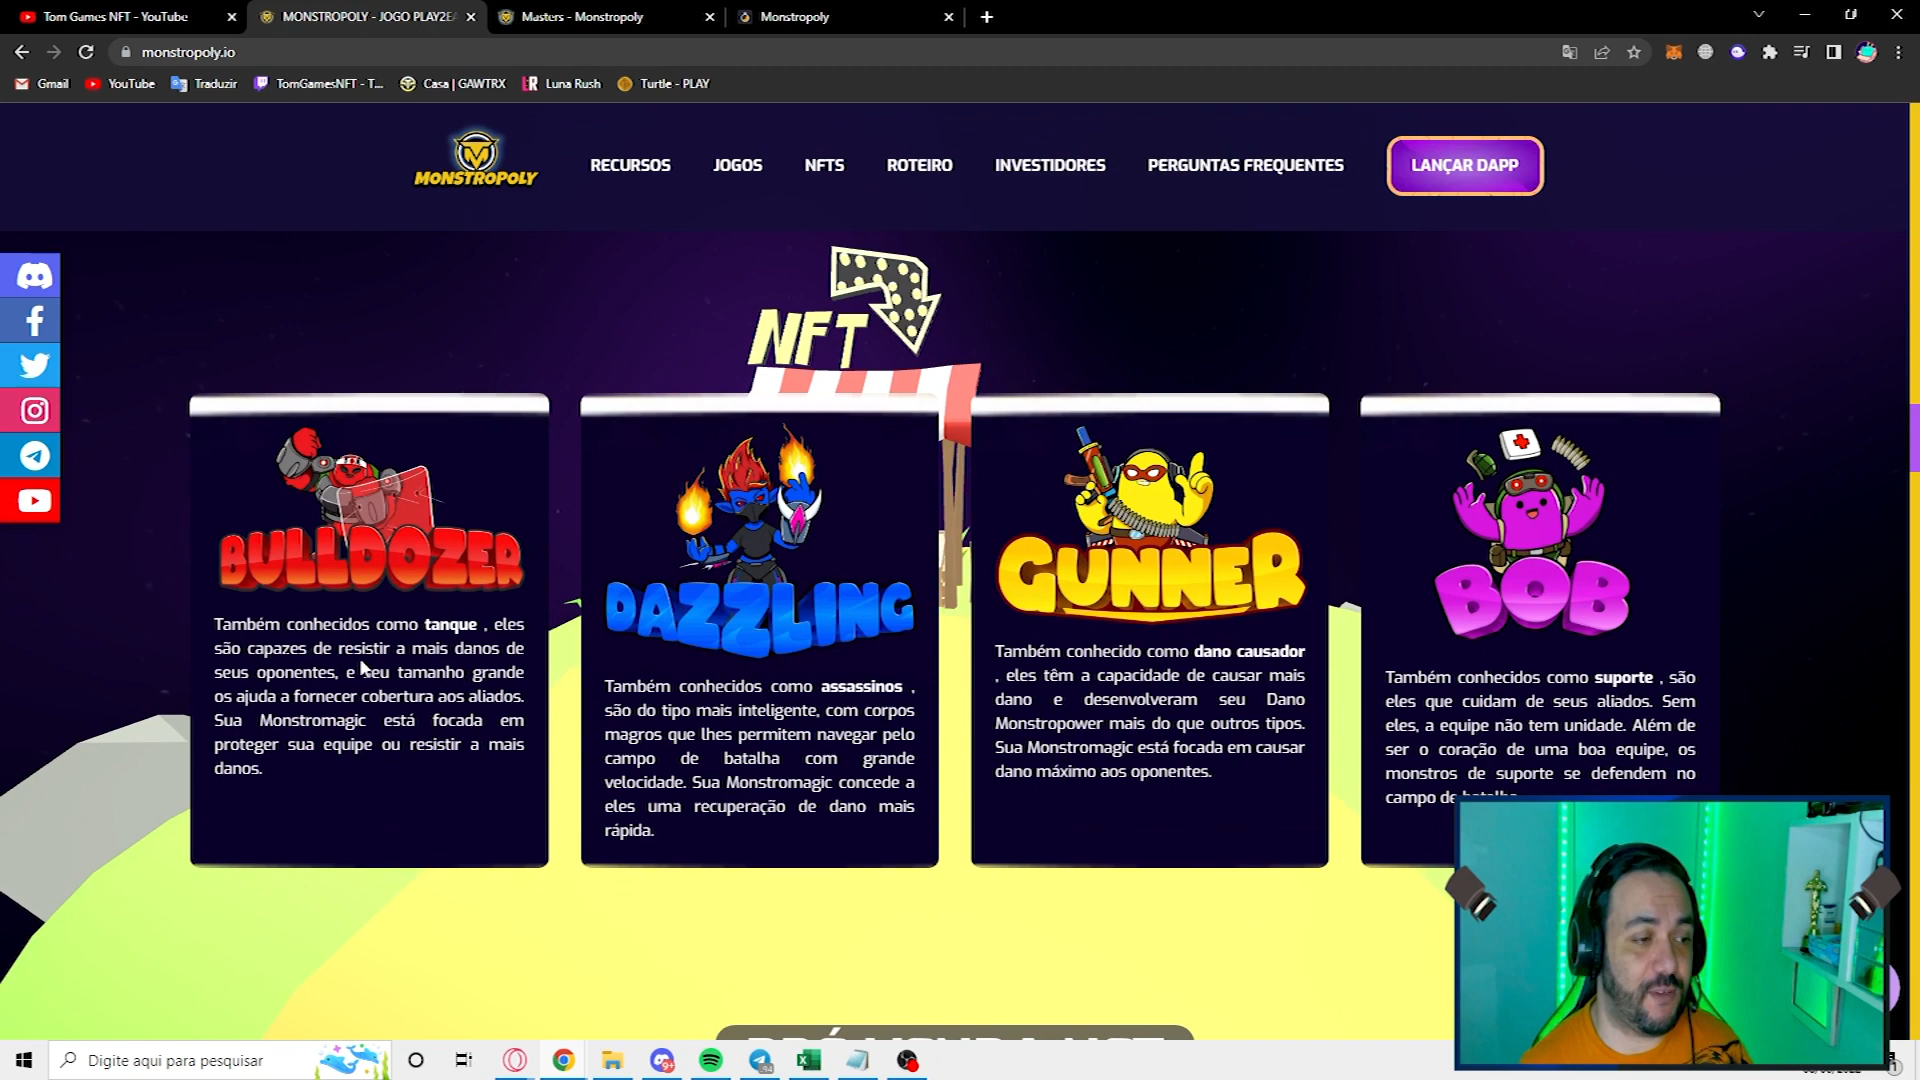 Tom Games NFT - YouTube
MONSTROPOLY - JOGO PLAY2EA
Masters - Monstropoly
Monstropoly
monstropoly.io
Gmail
YouTube
Traduzir
TomGamesNFT - T...
Casa | GAWTRX
Luna Rush
Turtle - PLAY
MONSTROPOLY
RECURSOS
JOGOS
NFTS
ROTEIRO
INVESTIDORES
PERGUNTAS FREQUENTES
LANÇAR DAPP
NFT
BULLDOZER
Também conhecidos como tanque , eles
são capazes de resistir a mais danos de
seus oponentes, e seu tamanho grande
os ajuda a fornecer cobertura aos aliados.
Sua Monstromagic está focada em
proteger sua equipe ou resistir a mais
danos.
DAZZLING
Também conhecidos como assassinos ,
são do tipo mais inteligente, com corpos
magros que lhes permitem navegar pelo
campo de batalha com grande
velocidade. Sua Monstromagic concede a
eles uma recuperação de dano mais
rápida.
GUNNER
Também conhecido como dano causador
, eles têm a capacidade de causar mais
dano e desenvolveram seu Dano
Monstropower mais do que outros tipos.
Sua Monstromagic está focada em causar
dano máximo aos oponentes.
BOB
Também conhecidos como suporte , são
eles que cuidam de seus aliados. Sem
eles, a equipe não tem unidade. Além de
ser o coração de uma boa equipe, os
monstros de suporte se defendem no
campo de batalha.
Digite aqui para pesquisar